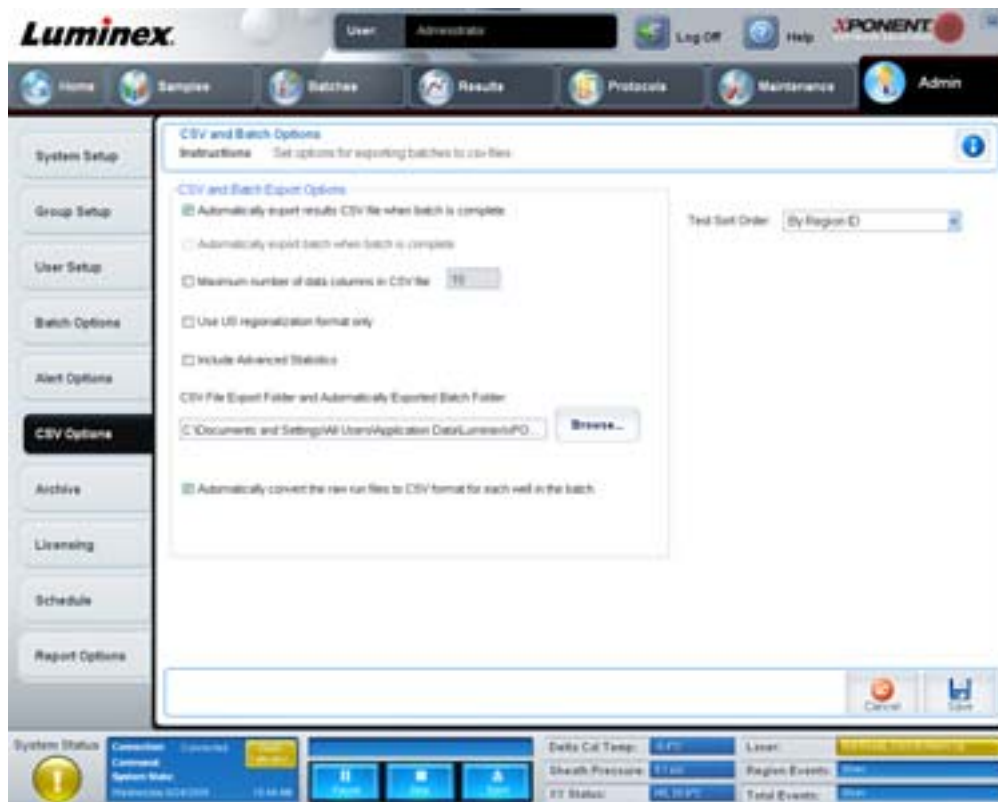 Luminex.
User: Administrator
Log Off
Help
XPONENT
Home
Samples
Batches
Results
Protocols
Maintenance
Admin
System Setup
Group Setup
User Setup
Batch Options
Alert Options
CSV Options
Archive
Licensing
Schedule
Report Options
CSV and Batch Options
Instructions Set options for exporting batches to csv files
CSV and Batch Export Options
Automatically export results CSV file when batch is complete
Automatically export batch when batch is complete
Maximum number of data columns in CSV file
Use US regionalization format only
Include Advanced Statistics
CSV File Export Folder and Automatically Exported Batch Folder:
C:\Documents and Settings\All Users\Application Data\Luminex\xPO...
Browse...
Automatically convert the raw run files to CSV format for each well in the batch.
Test Sort Order: By Region ID
Cancel
Save
System Status
Connection: Connected
Command:
System State:
Delta Cal Temp:
Sheath Pressure:
XY Status:
Laser:
Region Events:
Total Events: